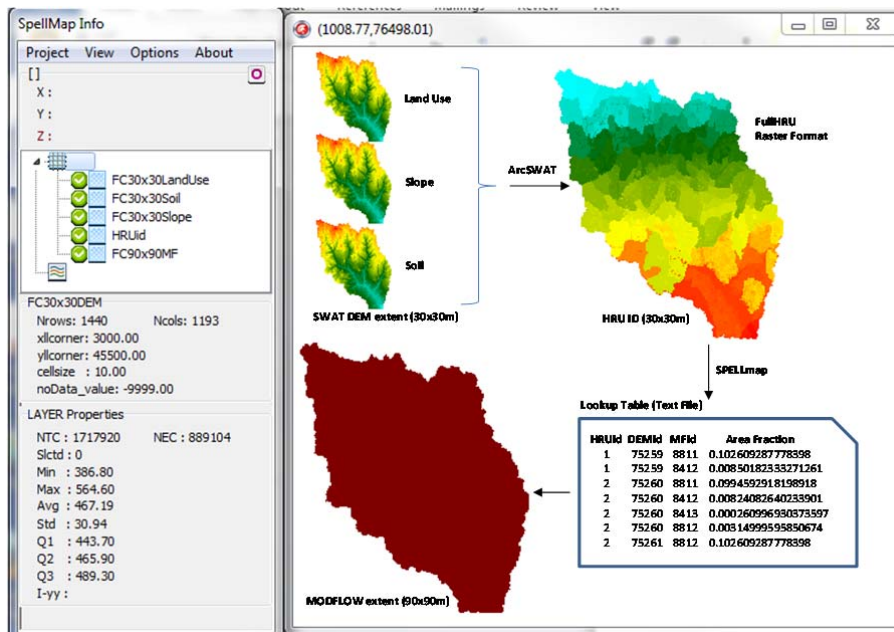 References Mailings Review View
SpellMap Info
Project View Options About
[]
X :
Y :
Z :
FC30x30LandUse
FC30x30Soil
FC30x30Slope
HRUid
FC90x90MF
FC30x30DEM
Nrows: 1440 Ncols: 1193
xllcorner: 3000.00
yllcorner: 45500.00
cellsize : 10.00
noData_value: -9999.00
LAYER Properties
NTC : 1717920 NEC : 889104
Slctd : 0
Min : 386.80
Max : 564.60
Avg : 467.19
Std : 30.94
Q1 : 443.70
Q2 : 465.90
Q3 : 489.30
I-yy :
(1008.77,76498.01)
Land Use
Slope
Soil
SWAT DEM extent (30x30m)
ArcSWAT
FullHRU
Raster Format
HRU ID (30x30m)
SPELLmap
Lookup Table (Text File)
HRUid DEMid MFid Area Fraction
1 75259 8811 0.102609287778398
1 75259 8412 0.00850182333271261
2 75260 8811 0.0994592918198918
2 75260 8412 0.00824082640233901
2 75260 8413 0.000260996930373597
2 75260 8812 0.00314999595850674
2 75261 8812 0.102609287778398
MODFLOW extent (90x90m)